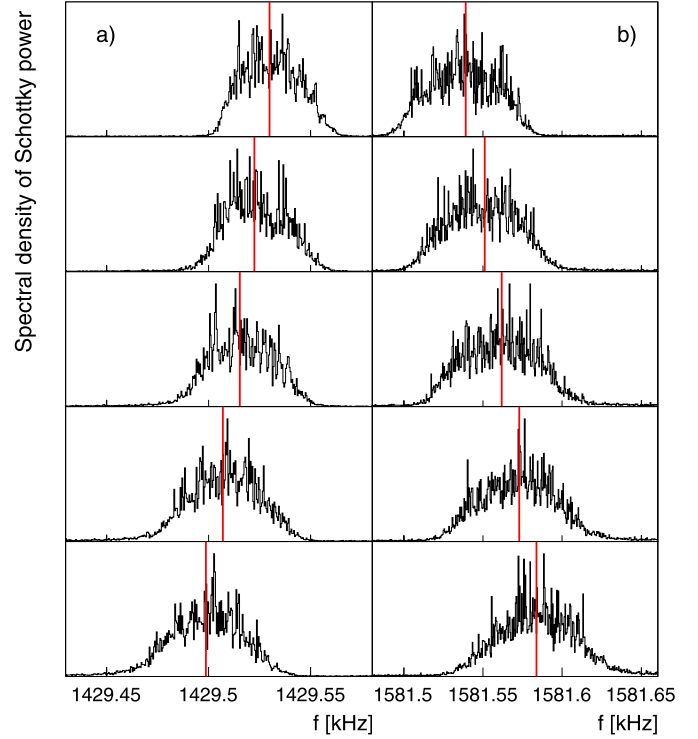 a)
b)
Spectral density of Schottky power
1429.45
1429.5
1429.55
1581.5
1581.55
1581.6
1581.65
f [kHz]
f [kHz]